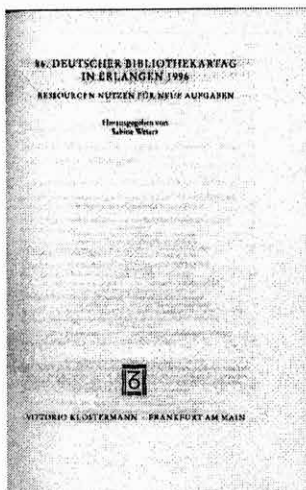 86. DEUTSCHER BIBLIOTHEKARTAG
IN ERLANGEN 1996
RESSOURCEN NUTZEN FÜR NEUE AUFGABEN
Herausgegeben von
Sabine Wefers
VITTORIO KLOSTERMANN · FRANKFURT AM MAIN